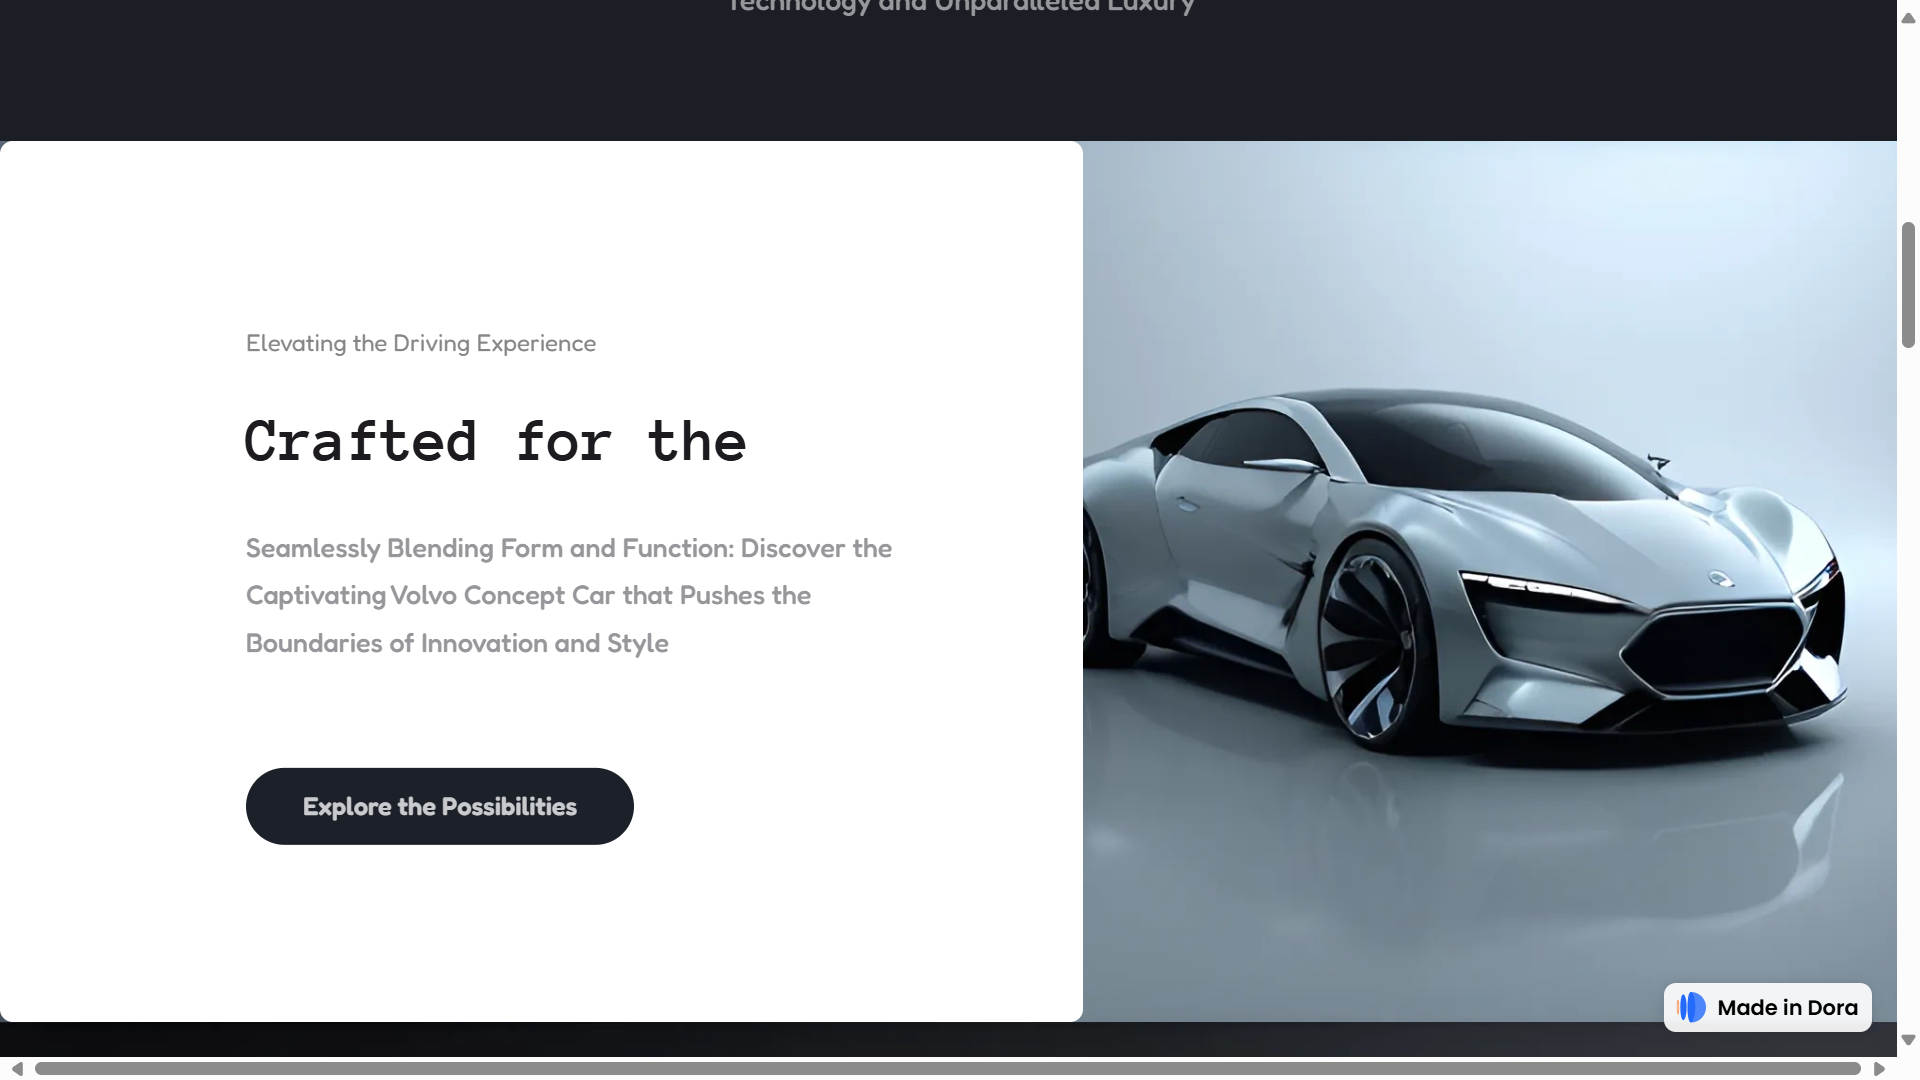 Technology and Unparalleled Luxury
Elevating the Driving Experience
Crafted for the
Seamlessly Blending Form and Function: Discover the
Captivating Volvo Concept Car that Pushes the
Boundaries of Innovation and Style
Explore the Possibilities
Made in Dora